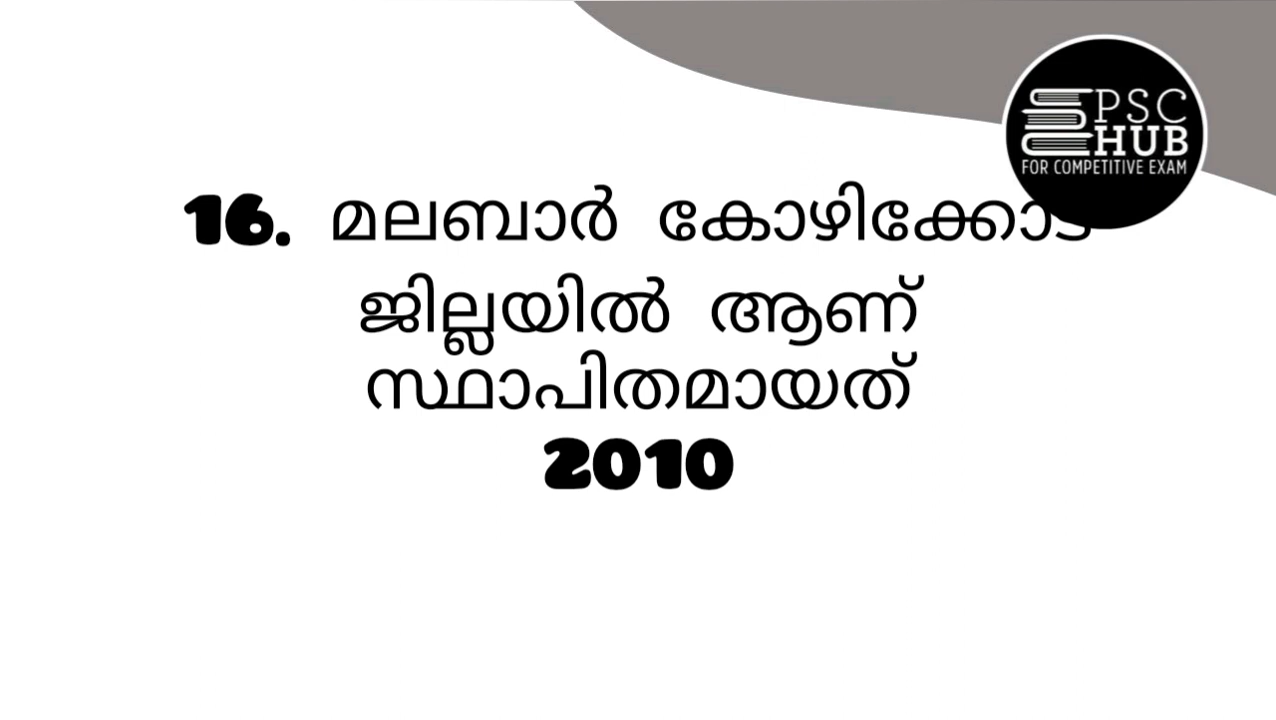 PSC
HUB
FOR COMPETITIVE EXAM
16. മലബാർ കോഴിക്കോട
ജില്ലയിൽ ആണ്
സ്ഥാപിതമായത്
2010